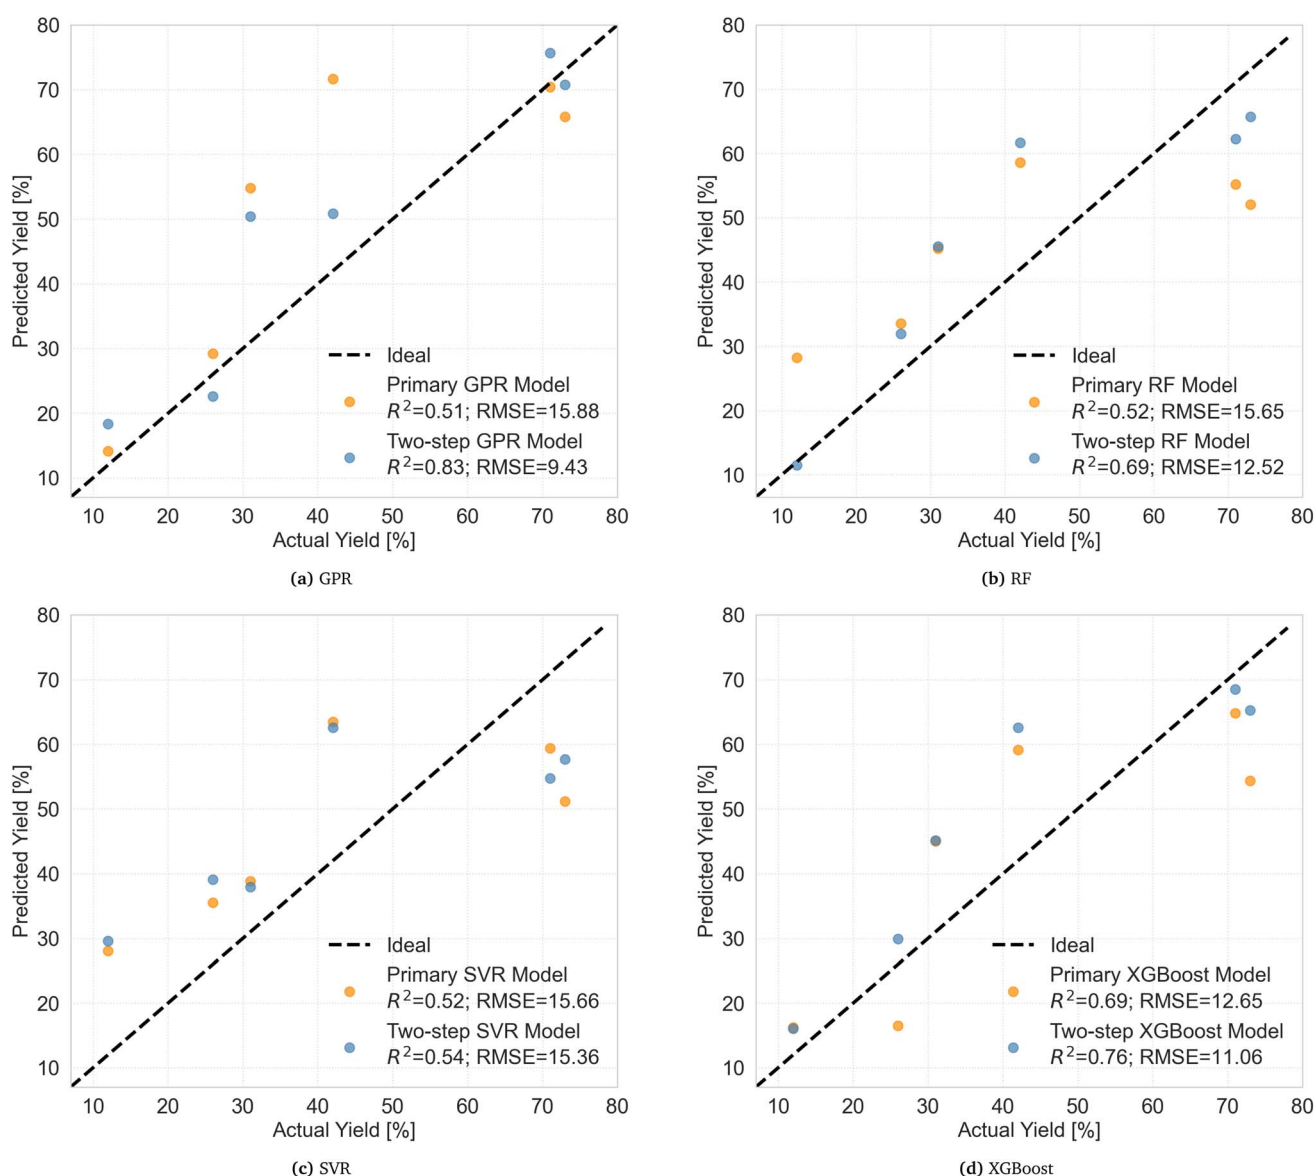 80
70
60
50
40
30
20
10
Predicted Yield [%]
Ideal
Primary GPR Model
R²=0.51; RMSE=15.88
Two-step GPR Model
R²=0.83; RMSE=9.43
10 20 30 40 50 60 70 80
Actual Yield [%]
(a) GPR
80
70
60
50
40
30
20
10
Predicted Yield [%]
Ideal
Primary RF Model
R²=0.52; RMSE=15.65
Two-step RF Model
R²=0.69; RMSE=12.52
10 20 30 40 50 60 70 80
Actual Yield [%]
(b) RF
80
70
60
50
40
30
20
10
Predicted Yield [%]
Ideal
Primary SVR Model
R²=0.52; RMSE=15.66
Two-step SVR Model
R²=0.54; RMSE=15.36
10 20 30 40 50 60 70 80
Actual Yield [%]
(c) SVR
80
70
60
50
40
30
20
10
Predicted Yield [%]
Ideal
Primary XGBoost Model
R²=0.69; RMSE=12.65
Two-step XGBoost Model
R²=0.76; RMSE=11.06
10 20 30 40 50 60 70 80
Actual Yield [%]
(d) XGBoost